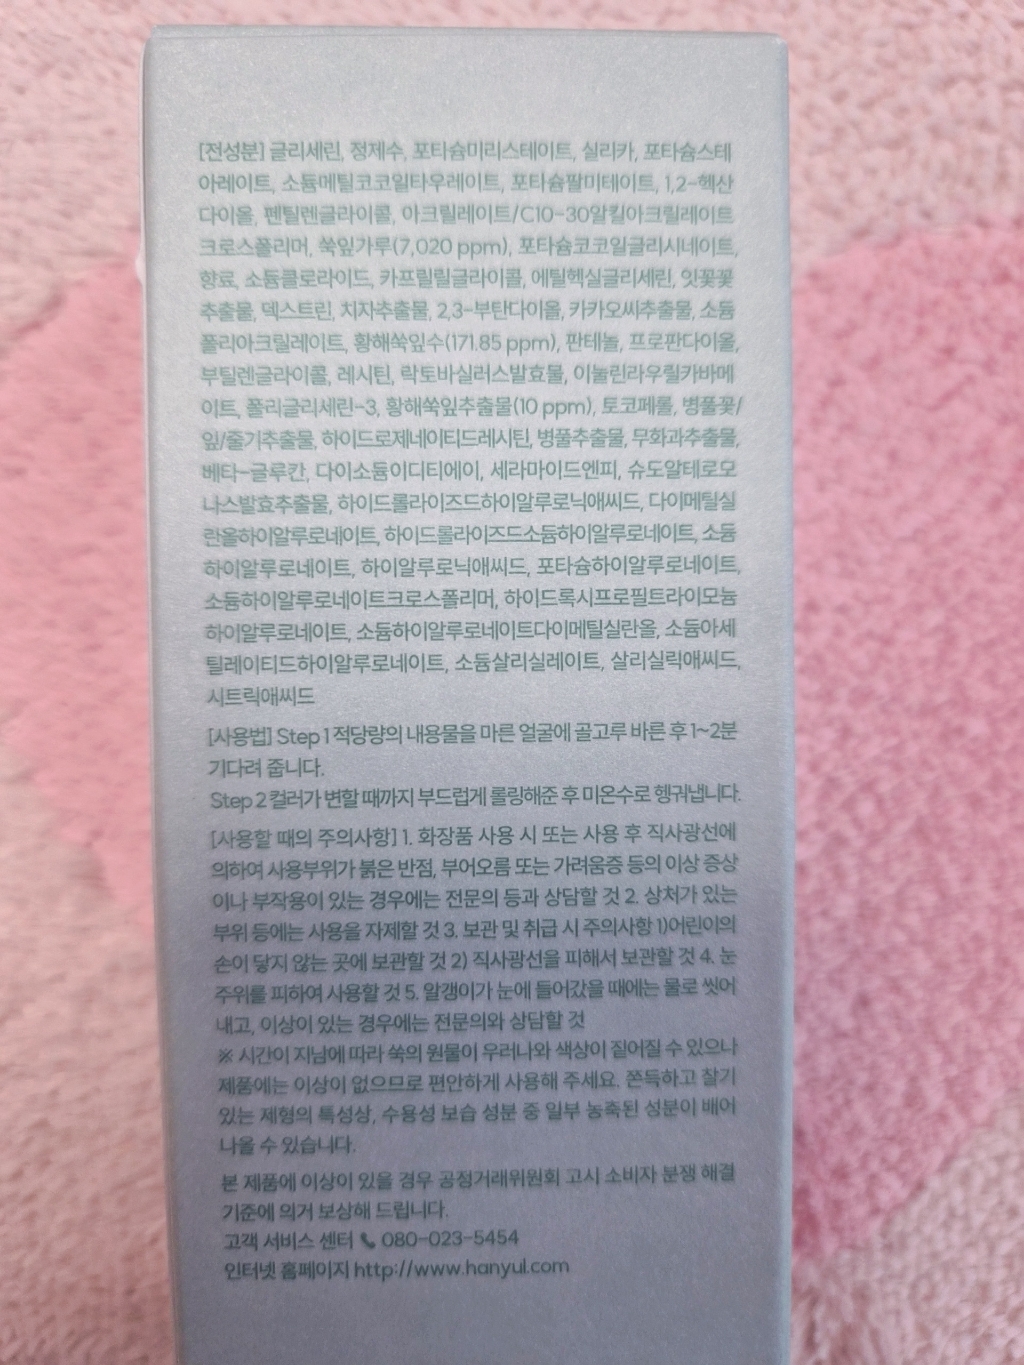 [전성분] 글리세린, 정제수, 포타슘미리스테이트, 실리카, 포타슘스테
아레이트, 소듐메틸코코일타우레이트, 포타슘팔미테이트, 1,2-헥산
다이올, 펜틸렌글라이콜, 아크릴레이트/C10-30알킬아크릴레이트
크로스폴리머, 쑥잎가루(7,020 ppm), 포타슘코코일글리시네이트,
향료, 소듐클로라이드, 카프릴릴글라이콜, 에틸헥실글리세린, 잇꽃꽃
추출물, 덱스트린, 치자추출물, 2,3-부탄다이올, 카카오씨추출물, 소듐
폴리아크릴레이트, 황해쑥잎수(171.85 ppm), 판테놀, 프로판다이올,
부틸렌글라이콜, 레시틴, 락토바실러스발효물, 이눌린라우릴카바메
이트, 폴리글리세린-3, 황해쑥잎추출물(10 ppm), 토코페롤, 병풀꽃/
잎/줄기추출물, 하이드로제네이티드레시틴, 병풀추출물, 무화과추출물,
베타-글루칸, 다이소듐이디티에이, 세라마이드엔피, 슈도알테로모
나스발효추출물, 하이드롤라이즈드하이알루로닉애씨드, 다이메틸실
란올하이알루로네이트, 하이드롤라이즈드소듐하이알루로네이트, 소듐
하이알루로네이트, 하이알루로닉애씨드, 포타슘하이알루로네이트,
소듐하이알루로네이트크로스폴리머, 하이드록시프로필트라이모늄
하이알루로네이트, 소듐하이알루로네이트다이메틸실란올, 소듐아세
틸레이티드하이알루로네이트, 소듐살리실레이트, 살리실릭애씨드,
시트릭애씨드
[사용법] Step 1 적당량의 내용물을 마른 얼굴에 골고루 바른 후 1~2분
기다려 줍니다.
Step 2 컬러가 변할 때까지 부드럽게 롤링해준 후 미온수로 헹궈냅니다.
[사용할 때의 주의사항] 1. 화장품 사용 시 또는 사용 후 직사광선에
의하여 사용부위가 붉은 반점, 부어오름 또는 가려움증 등의 이상 증상
이나 부작용이 있는 경우에는 전문의 등과 상담할 것 2. 상처가 있는
부위 등에는 사용을 자제할 것 3. 보관 및 취급 시 주의사항 1)어린이의
손이 닿지 않는 곳에 보관할 것 2) 직사광선을 피해서 보관할 것 4. 눈
주위를 피하여 사용할 것 5. 알갱이가 눈에 들어갔을 때에는 물로 씻어
내고, 이상이 있는 경우에는 전문의와 상담할 것
※ 시간이 지남에 따라 쑥의 원물이 우러나와 색상이 짙어질 수 있으나
제품에는 이상이 없으므로 편안하게 사용해 주세요. 쫀득하고 찰기
있는 제형의 특성상, 수용성 보습 성분 중 일부 농축된 성분이 배어
나올 수 있습니다.
본 제품에 이상이 있을 경우 공정거래위원회 고시 소비자 분쟁 해결
기준에 의거 보상해 드립니다.
고객 서비스 센터 📞 080-023-5454
인터넷 홈페이지 http://www.hanyul.com